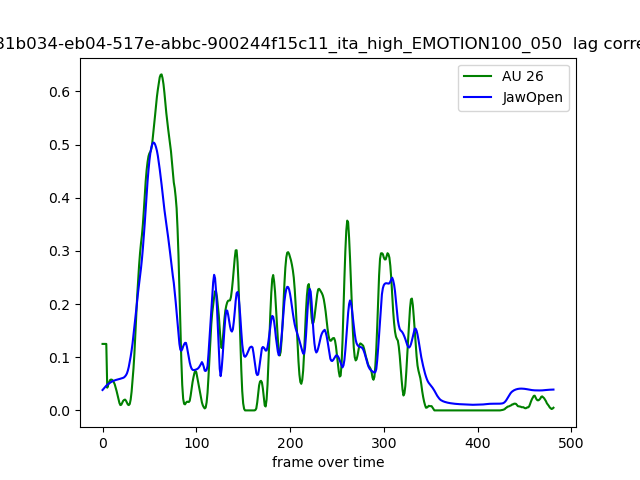 31b034-eb04-517e-abbc-900244f15c11_ita_high_EMOTION100_050  lag corre
AU 26
JawOpen
0.6
0.5
0.4
0.3
0.2
0.1
0.0
0 100 200 300 400 500
frame over time